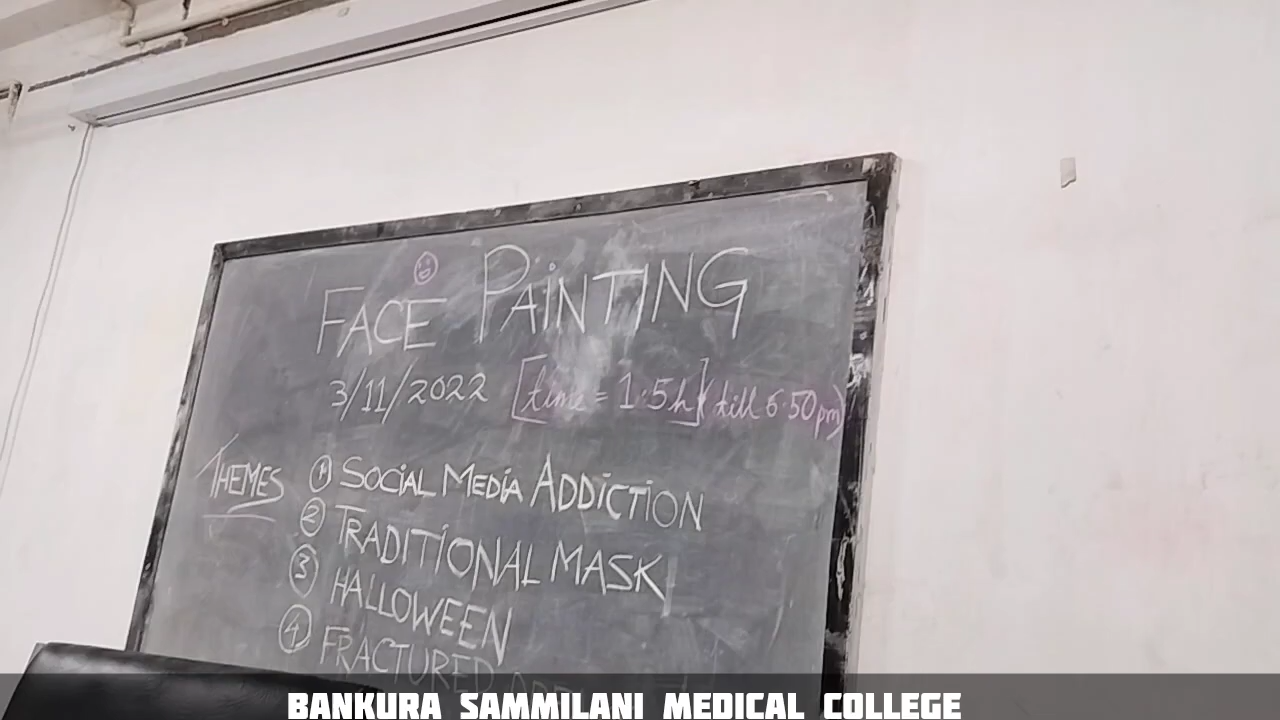 FACE PAINTING
3/11/2022 [time = 1.5h] (till 6.50pm)
THEMES
① SOCIAL MEDIA ADDICTION
② TRADITIONAL MASK
③ HALLOWEEN
④ FRACTURED
BANKURA SAMMILANI MEDICAL COLLEGE